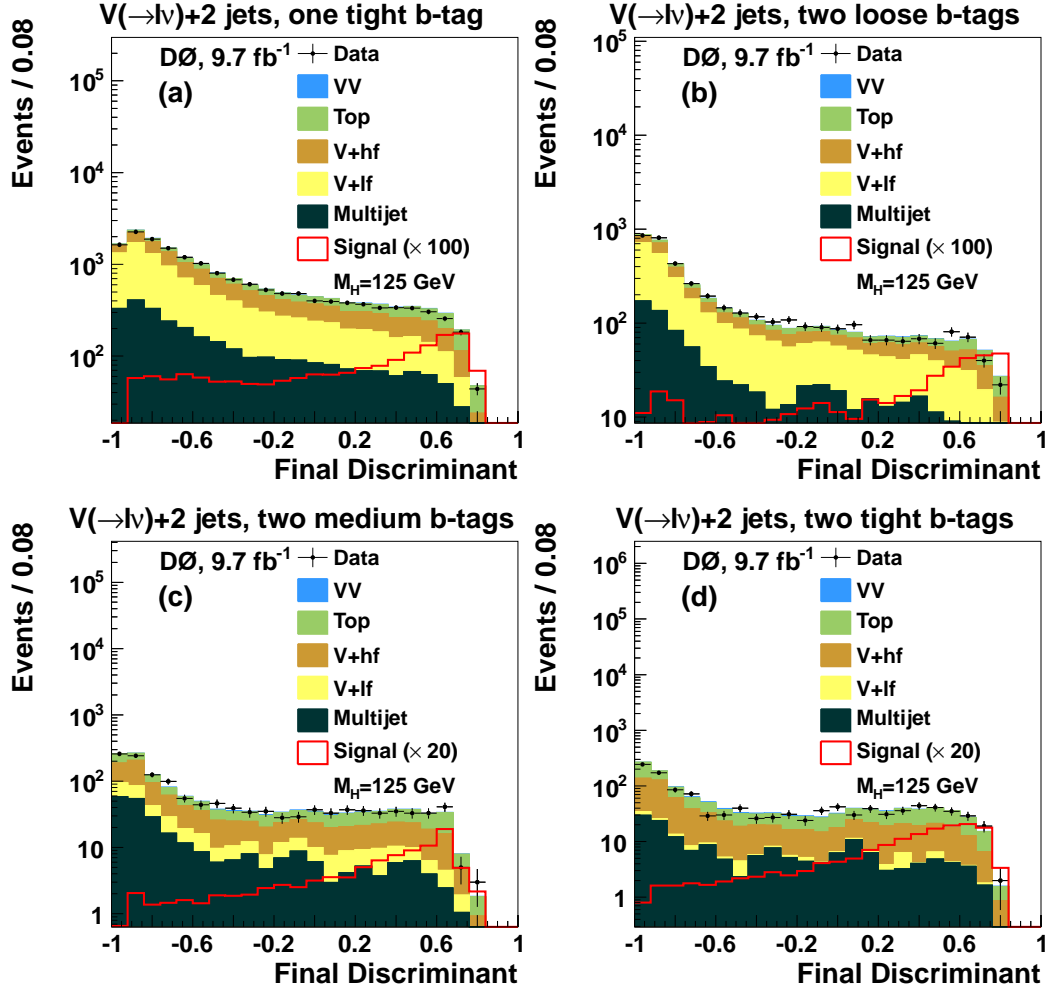 V(→lν)+2 jets, one tight b-tag
Events / 0.08
DØ, 9.7 fb⁻¹
(a)
Data
VV
Top
V+hf
V+lf
Multijet
Signal (× 100)
M_H=125 GeV
10⁵
10⁴
10³
10²
-1 -0.6 -0.2 0.2 0.6 1
Final Discriminant
V(→lν)+2 jets, two loose b-tags
Events / 0.08
DØ, 9.7 fb⁻¹
(b)
Data
VV
Top
V+hf
V+lf
Multijet
Signal (× 100)
M_H=125 GeV
10⁵
10⁴
10³
10²
10
-1 -0.6 -0.2 0.2 0.6 1
Final Discriminant
V(→lν)+2 jets, two medium b-tags
Events / 0.08
DØ, 9.7 fb⁻¹
(c)
Data
VV
Top
V+hf
V+lf
Multijet
Signal (× 20)
M_H=125 GeV
10⁵
10⁴
10³
10²
10
1
-1 -0.6 -0.2 0.2 0.6 1
Final Discriminant
V(→lν)+2 jets, two tight b-tags
Events / 0.08
DØ, 9.7 fb⁻¹
(d)
Data
VV
Top
V+hf
V+lf
Multijet
Signal (× 20)
M_H=125 GeV
10⁶
10⁵
10⁴
10³
10²
10
1
-1 -0.6 -0.2 0.2 0.6 1
Final Discriminant